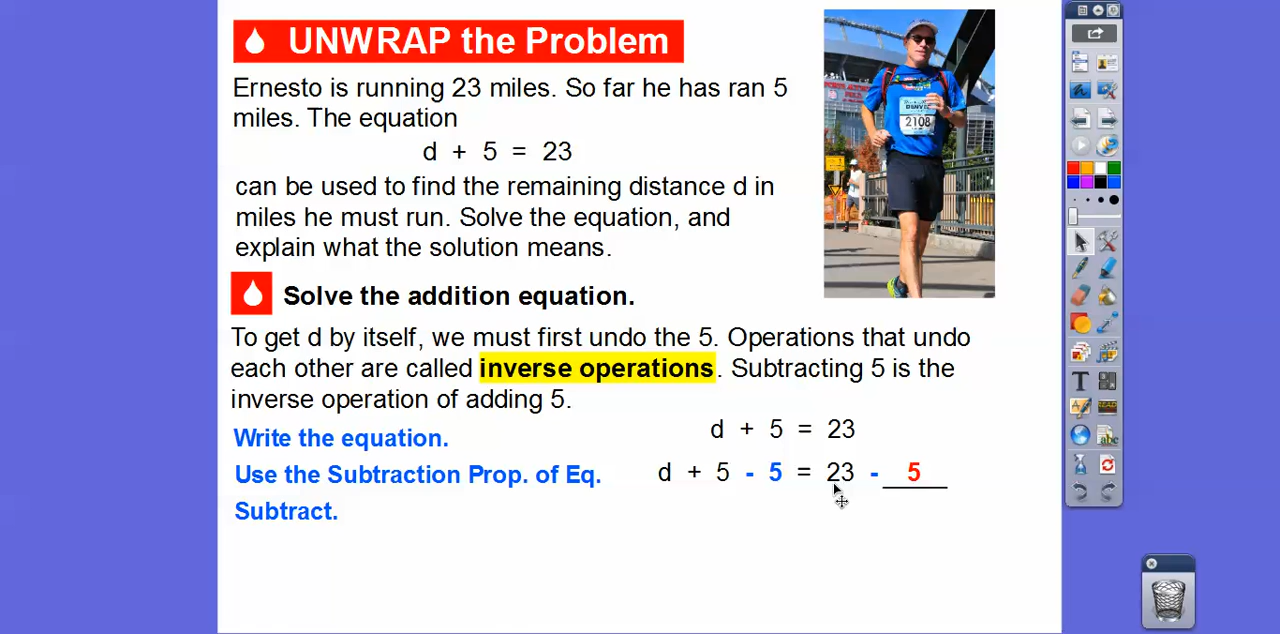 UNWRAP the Problem
Ernesto is running 23 miles. So far he has ran 5
miles. The equation
d + 5 = 23
can be used to find the remaining distance d in
miles he must run. Solve the equation, and
explain what the solution means.
Solve the addition equation.
To get d by itself, we must first undo the 5. Operations that undo
each other are called inverse operations. Subtracting 5 is the
inverse operation of adding 5.
Write the equation.
d + 5 = 23
Use the Subtraction Prop. of Eq.
d + 5 - 5 = 23 - 5
Subtract.
2108